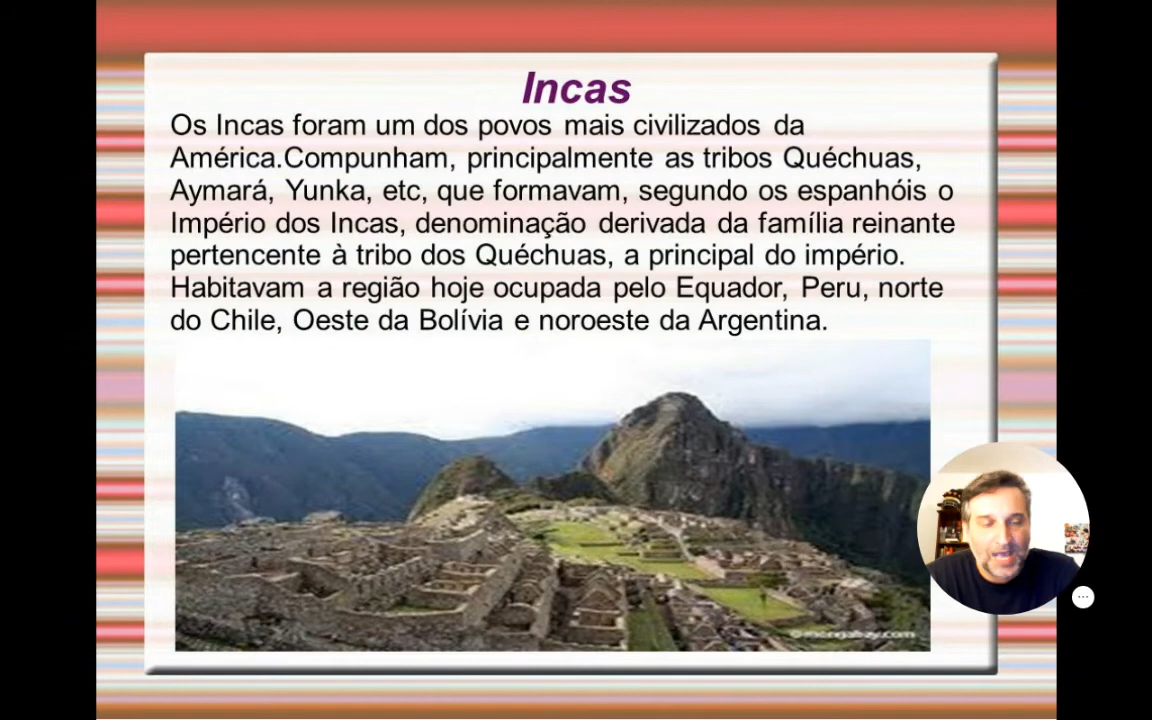 Incas
Os Incas foram um dos povos mais civilizados da
América.Compunham, principalmente as tribos Quéchuas,
Aymará, Yunka, etc, que formavam, segundo os espanhóis o
Império dos Incas, denominação derivada da família reinante
pertencente à tribo dos Quéchuas, a principal do império.
Habitavam a região hoje ocupada pelo Equador, Peru, norte
do Chile, Oeste da Bolívia e noroeste da Argentina.
©mongabay.com